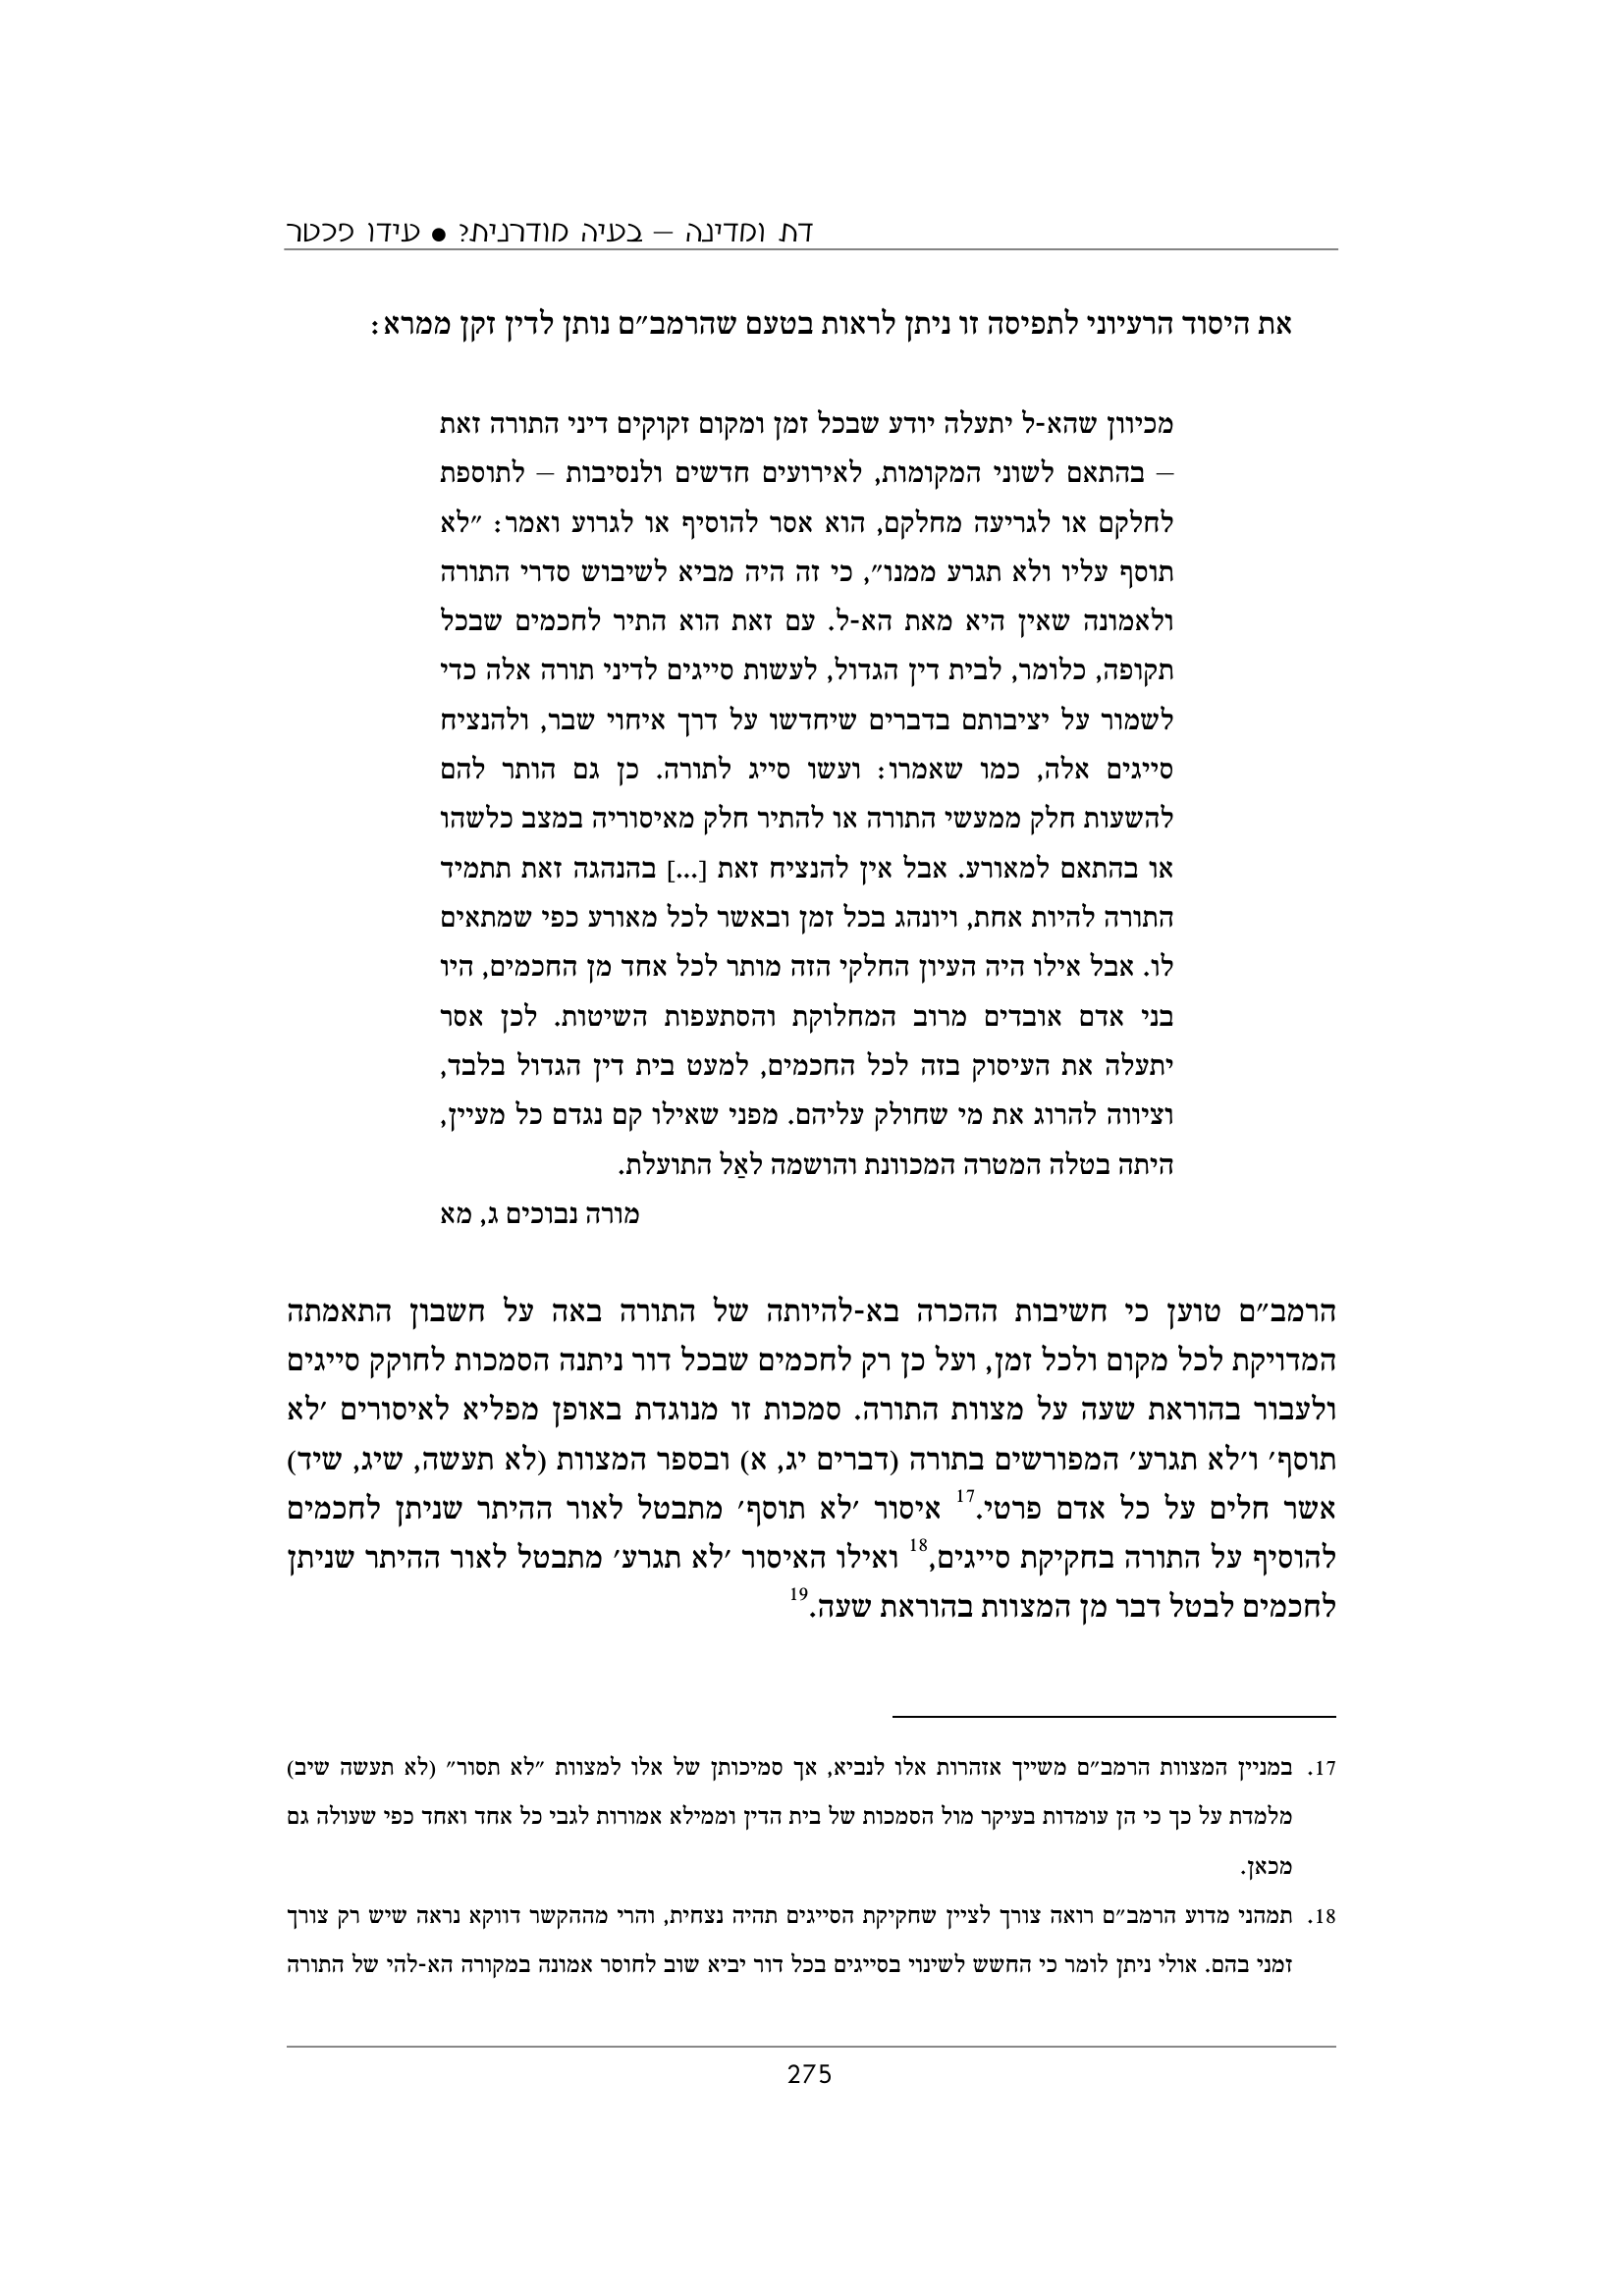 דת ומדינה – בעיה מודרנית? ● עידו פכטר
את היסוד הרעיוני לתפיסה זו ניתן לראות בטעם שהרמב״ם נותן לדין זקן ממרא:
מכיוון שהא-ל יתעלה יודע שבכל זמן ומקום זקוקים דיני התורה זאת
– בהתאם לשוני המקומות, לאירועים חדשים ולנסיבות – לתוספת
לחלקם או לגריעה מחלקם, הוא אסר להוסיף או לגרוע ואמר: ״לא
תוסף עליו ולא תגרע ממנו״, כי זה היה מביא לשיבוש סדרי התורה
ולאמונה שאין היא מאת הא-ל. עם זאת הוא התיר לחכמים שבכל
תקופה, כלומר, לבית דין הגדול, לעשות סייגים לדיני תורה אלה כדי
לשמור על יציבותם בדברים שיחדשו על דרך איחוי שבר, ולהנציח
סייגים אלה, כמו שאמרו: ועשו סייג לתורה. כן גם הותר להם
להשעות חלק ממעשי התורה או להתיר חלק מאיסוריה במצב כלשהו
או בהתאם למאורע. אבל אין להנציח זאת [...] בהנהגה זאת תתמיד
התורה להיות אחת, ויונהג בכל זמן ובאשר לכל מאורע כפי שמתאים
לו. אבל אילו היה העיון החלקי הזה מותר לכל אחד מן החכמים, היו
בני אדם אובדים מרוב המחלוקת והסתעפות השיטות. לכן אסר
יתעלה את העיסוק בזה לכל החכמים, למעט בית דין הגדול בלבד,
וציווה להרוג את מי שחולק עליהם. מפני שאילו קם נגדם כל מעיין,
היתה בטלה המטרה המכוונת והושמה לאַל התועלת.
מורה נבוכים ג, מא
הרמב״ם טוען כי חשיבות ההכרה בא-להיותה של התורה באה על חשבון התאמתה
המדויקת לכל מקום ולכל זמן, ועל כן רק לחכמים שבכל דור ניתנה הסמכות לחוקק סייגים
ולעבור בהוראת שעה על מצוות התורה. סמכות זו מנוגדת באופן מפליא לאיסורים ׳לא
תוסף׳ ו׳לא תגרע׳ המפורשים בתורה (דברים יג, א) ובספר המצוות (לא תעשה, שיג, שיד)
אשר חלים על כל אדם פרטי.17 איסור ׳לא תוסף׳ מתבטל לאור ההיתר שניתן לחכמים
להוסיף על התורה בחקיקת סייגים,18 ואילו האיסור ׳לא תגרע׳ מתבטל לאור ההיתר שניתן
לחכמים לבטל דבר מן המצוות בהוראת שעה.19
17. במניין המצוות הרמב״ם משייך אזהרות אלו לנביא, אך סמיכותן של אלו למצוות ״לא תסור״ (לא תעשה שיב)
מלמדת על כך כי הן עומדות בעיקר מול הסמכות של בית הדין וממילא אמורות לגבי כל אחד ואחד כפי שעולה גם
מכאן.
18. תמהני מדוע הרמב״ם רואה צורך לציין שחקיקת הסייגים תהיה נצחית, והרי מההקשר דווקא נראה שיש רק צורך
זמני בהם. אולי ניתן לומר כי החשש לשינוי בסייגים בכל דור יביא שוב לחוסר אמונה במקורה הא-להי של התורה
275